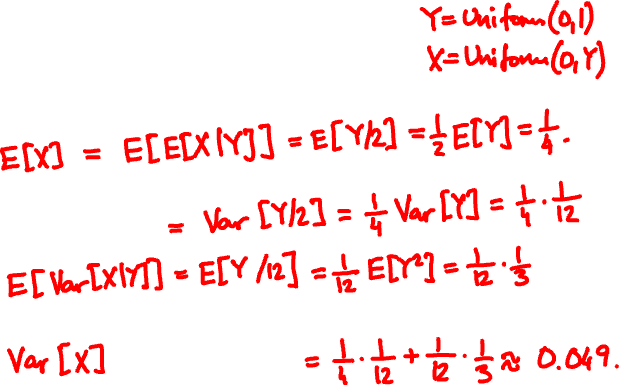 Y=Uniform(0,1)
X=Uniform(0,Y)
E[X] = E[E[X|Y]] = E[Y/2] = 1/2 E[Y] = 1/4.
= Var[Y/2] = 1/4 Var[Y] = 1/4 · 1/12
E[Var[X|Y]] = E[Y/12] = 1/12 E[Y²] = 1/12 · 1/3
Var[X] = 1/4 · 1/12 + 1/12 · 1/3 ≈ 0.049.